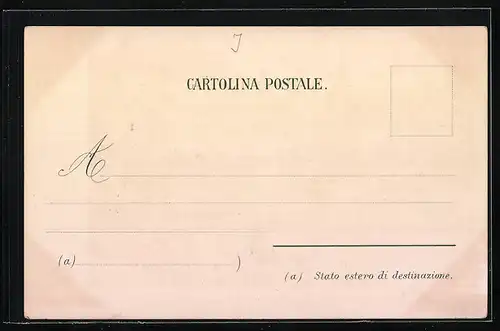 J
CARTOLINA POSTALE.
A
(a) )
(a) Stato estero di destinazione.